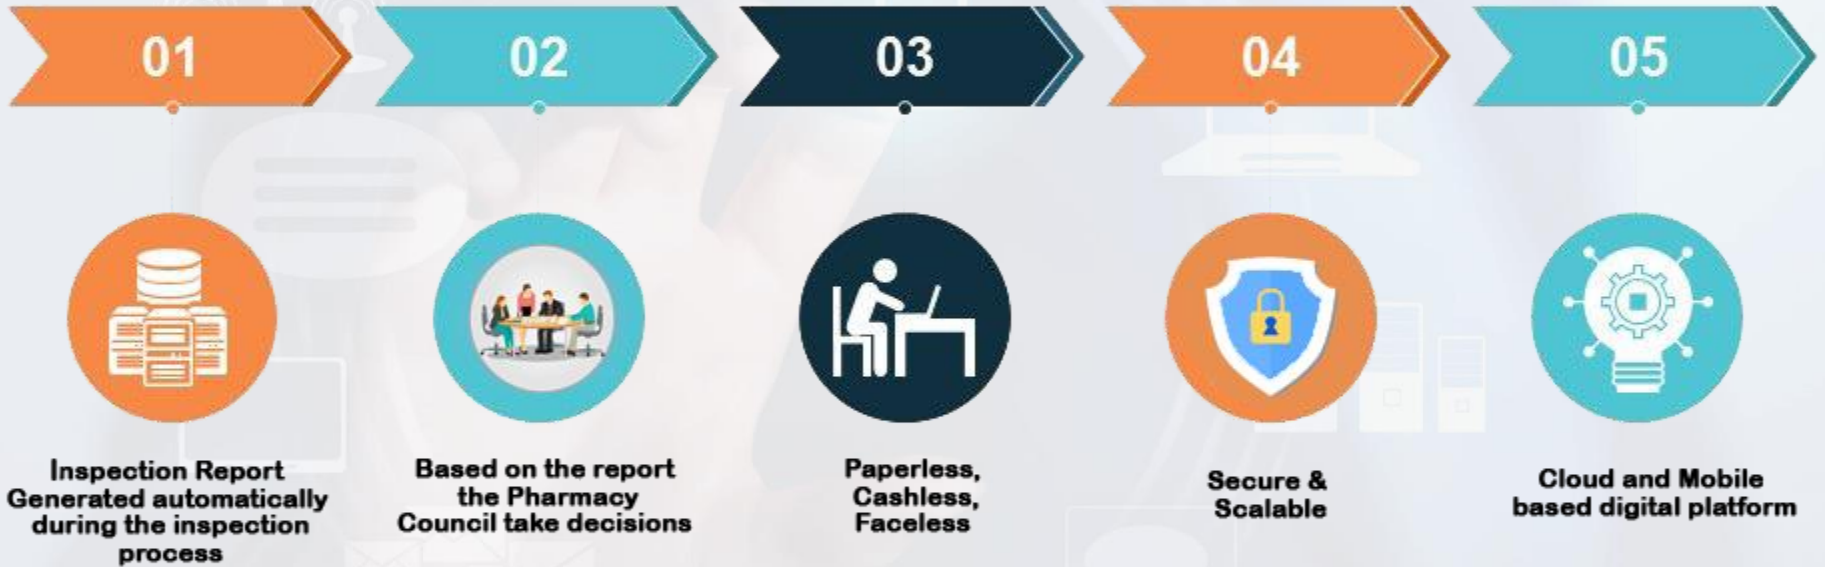 01
02
03
04
05
Inspection Report
Generated automatically
during the inspection
process
Based on the report
the Pharmacy
Council take decisions
Paperless,
Cashless,
Faceless
Secure &
Scalable
Cloud and Mobile
based digital platform